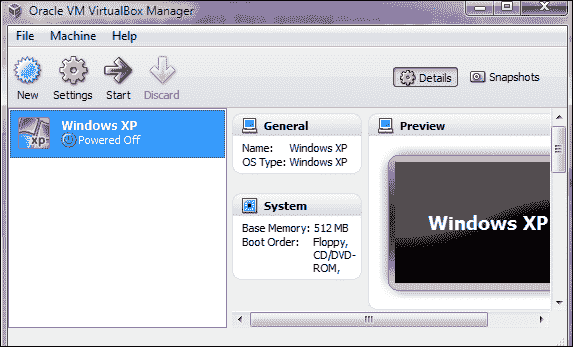 Oracle VM VirtualBox Manager
File Machine Help
New Settings Start Discard
Details Snapshots
xp
Windows XP
Powered Off
General
Name: Windows XP
OS Type: Windows XP
System
Base Memory: 512 MB
Boot Order: Floppy,
CD/DVD-
ROM,
Preview
Windows XP